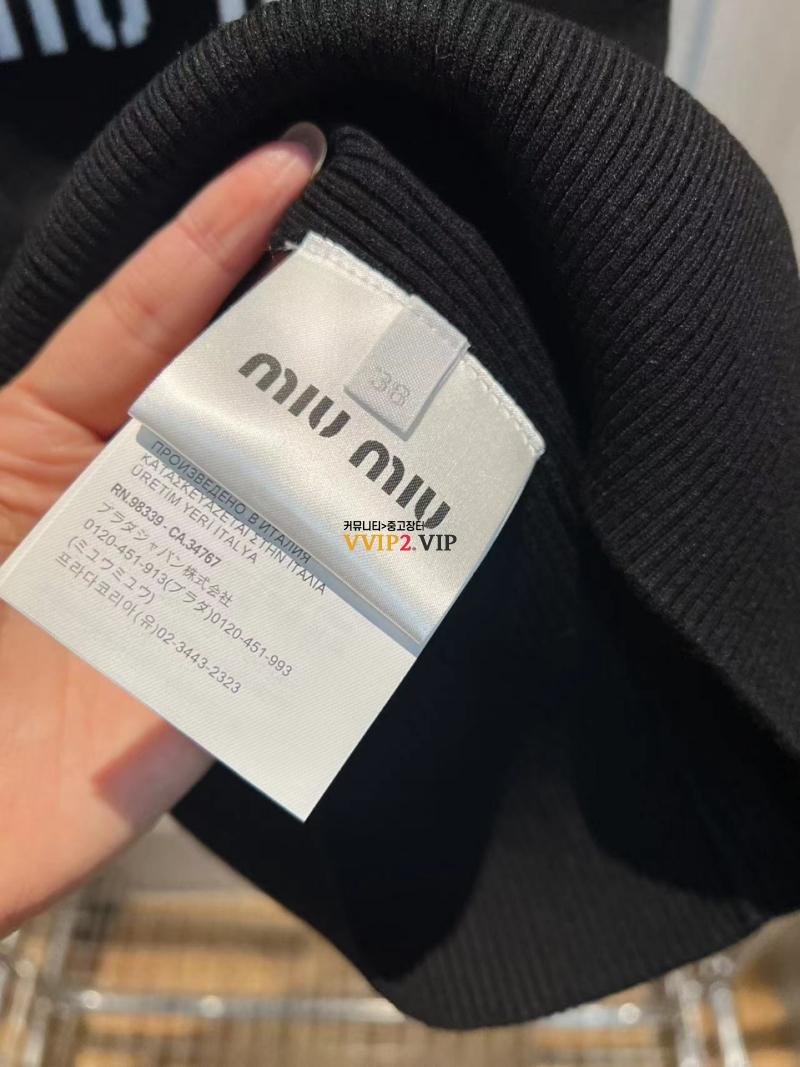 38
MIU MIU
ПРОИЗВЕДЕНО В ИТАЛИЯ
ΚΑΤΑΣΚΕΥΑΖΕΤΑΙ ΣΤΗΝ ΙΤΑΛΙΑ
ÜRETIM YERI ITALYA
RN.98339 - CA.34767
プラダジャパン株式会社
0120-451-913(プラダ)0120-451-993
(ミュウミュウ)
프라다코리아(유)02-3443-2323
커뮤니티>중고장터
VVIP2.VIP